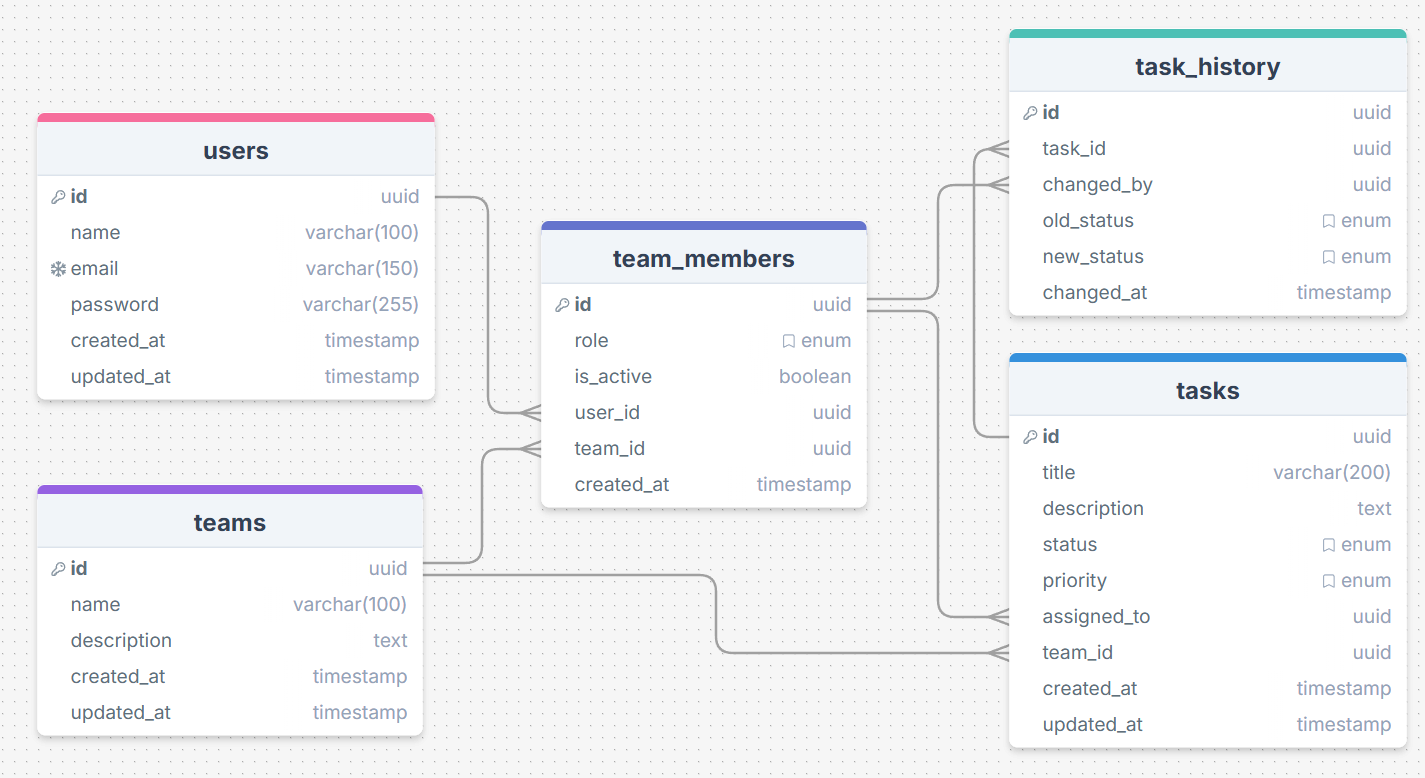 users
id uuid
name varchar(100)
email varchar(150)
password varchar(255)
created_at timestamp
updated_at timestamp
teams
id uuid
name varchar(100)
description text
created_at timestamp
updated_at timestamp
team_members
id uuid
role enum
is_active boolean
user_id uuid
team_id uuid
created_at timestamp
task_history
id uuid
task_id uuid
changed_by uuid
old_status enum
new_status enum
changed_at timestamp
tasks
id uuid
title varchar(200)
description text
status enum
priority enum
assigned_to uuid
team_id uuid
created_at timestamp
updated_at timestamp